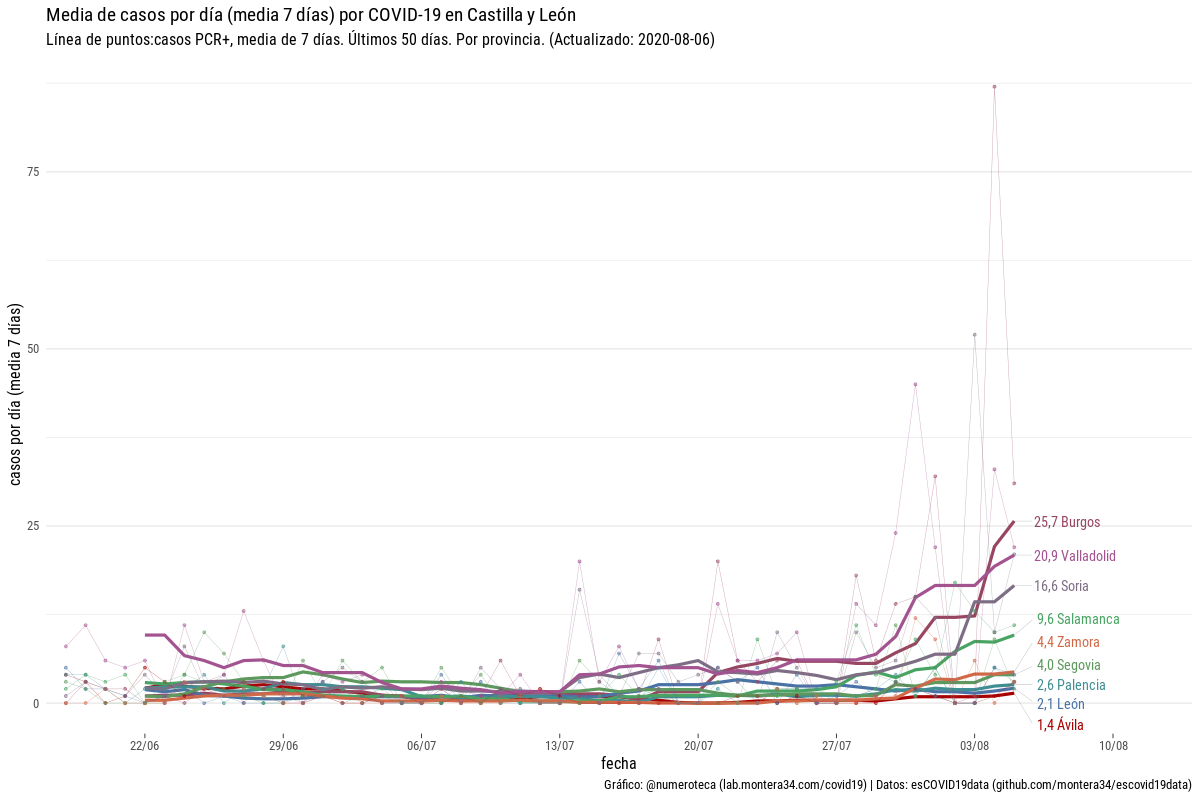 Media de casos por día (media 7 días) por COVID-19 en Castilla y León
Línea de puntos:casos PCR+, media de 7 días. Últimos 50 días. Por provincia. (Actualizado: 2020-08-06)
casos por día (media 7 días)
75
50
25
0
25,7 Burgos
20,9 Valladolid
16,6 Soria
9,6 Salamanca
4,4 Zamora
4,0 Segovia
2,6 Palencia
2,1 León
1,4 Ávila
22/06
29/06
06/07
13/07
20/07
27/07
03/08
10/08
fecha
Gráfico: @numeroteca (lab.montera34.com/covid19) | Datos: esCOVID19data (github.com/montera34/escovid19data)